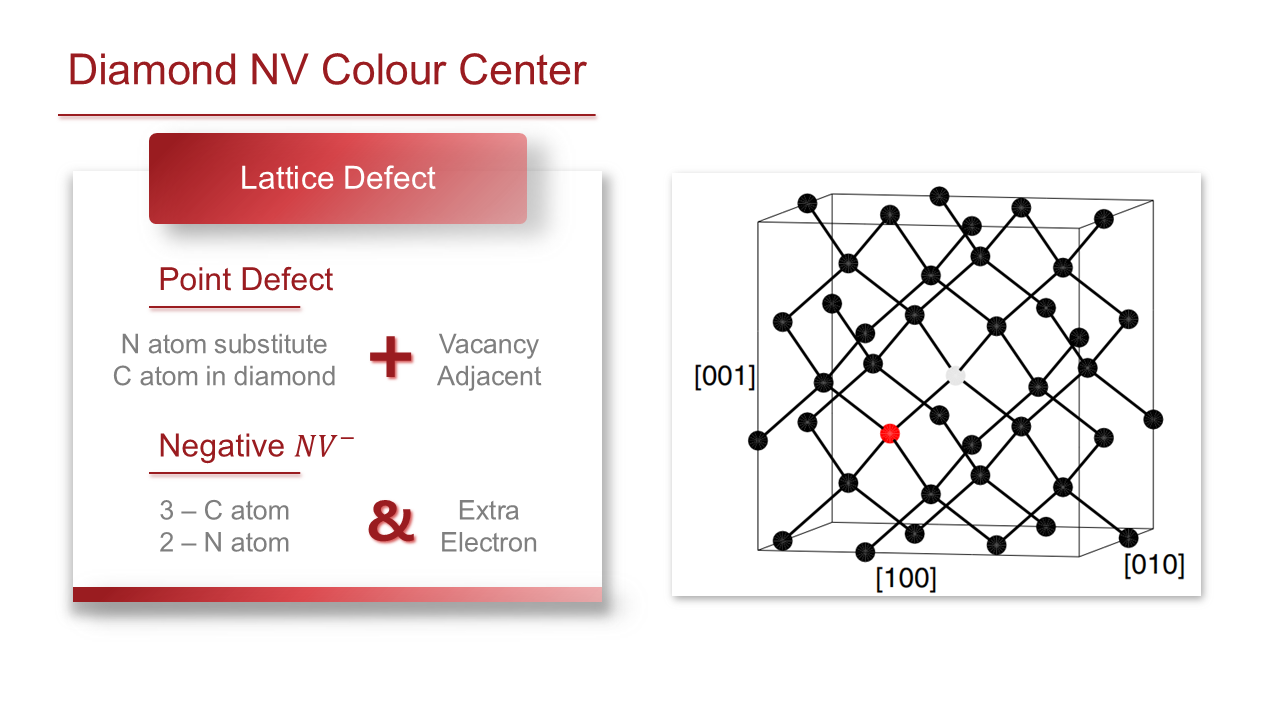 Diamond NV Colour Center
Lattice Defect
Point Defect
N atom substitute
C atom in diamond
+
Vacancy
Adjacent
Negative NV⁻
3 – C atom
2 – N atom
&
Extra
Electron
[001]
[100]
[010]